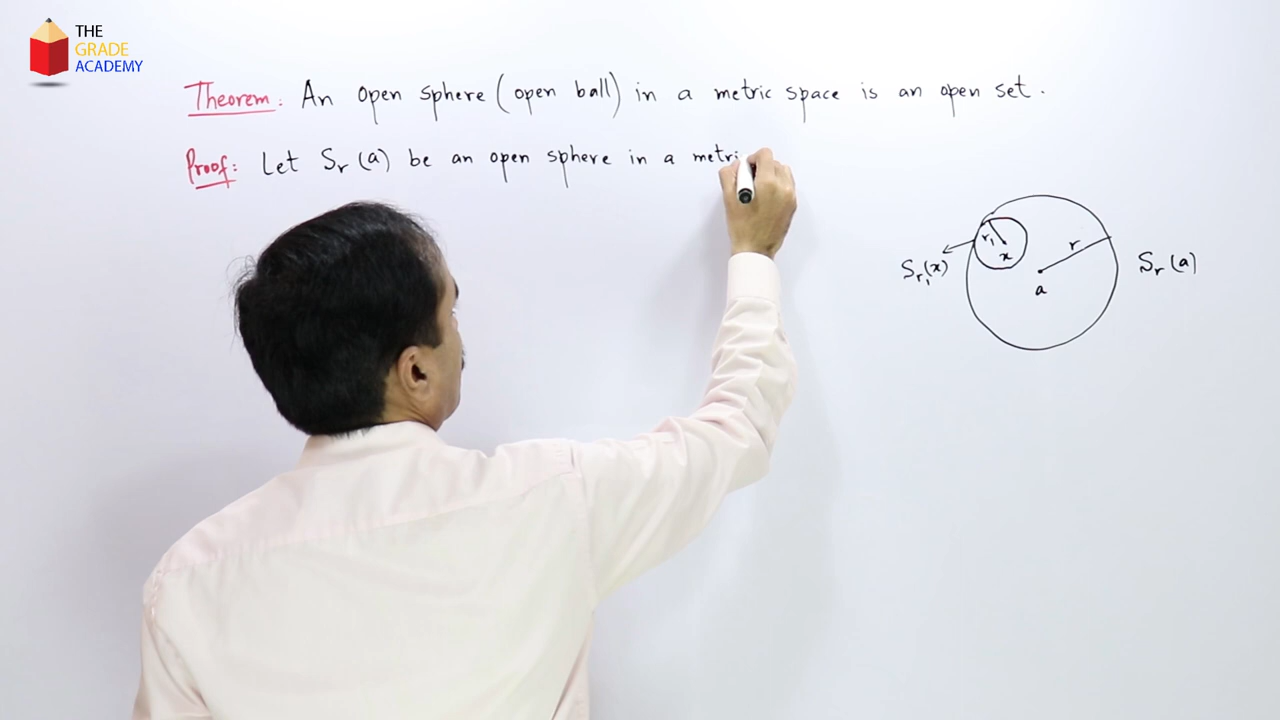 THE
GRADE
ACADEMY
Theorem: An open sphere (open ball) in a metric space is an open set.
Proof: Let Sr(a) be an open sphere in a metri
r₁
x
r
a
Sr₁(x)
Sr(a)